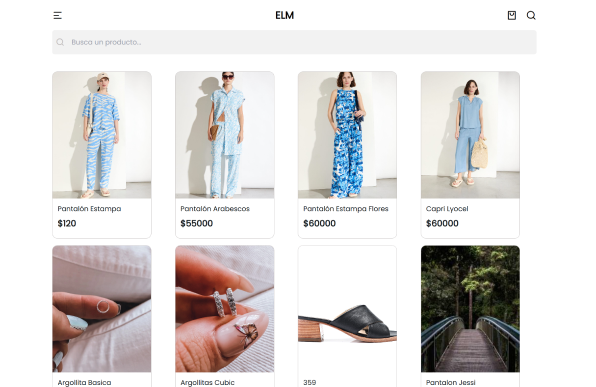 ELM
Busca un producto...
Pantalón Estampa
$120
Pantalón Arabescos
$55000
Pantalón Estampa Flores
$60000
Capri Lyocel
$60000
Argollita Basica
Argollitas Cubic
359
Pantalon Jessi